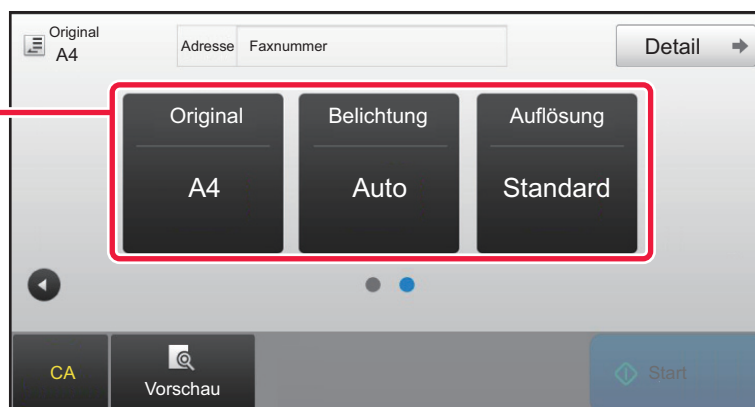 Original
A4
Adresse Faxnummer
Detail
Original Belichtung Auflösung
A4 Auto Standard
CA
Vorschau
Start